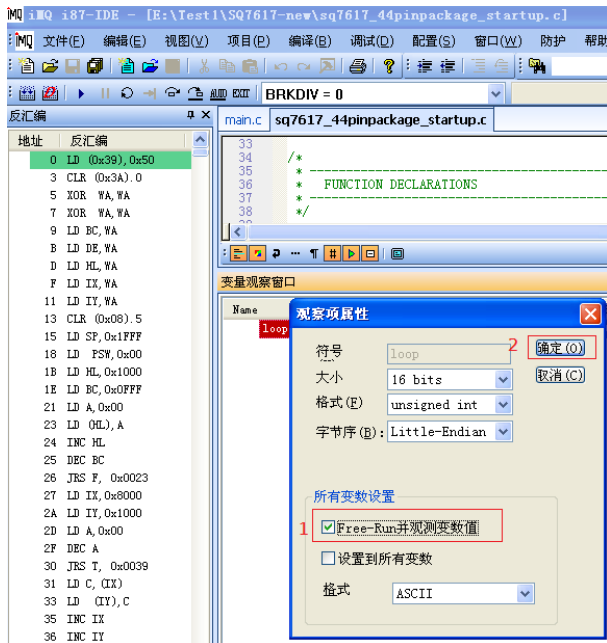 iMQ i87-IDE - [E:\Test1\SQ7617-new\sq7617_44pinpackage_startup.c]
文件(F) 编辑(E) 视图(V) 项目(P) 编译(B) 调试(D) 配置(S) 窗口(W) 防护 帮助
BRKDIV = 0
反汇编
main.c sq7617_44pinpackage_startup.c
地址 反汇编
0 LD (0x39),0x50
3 CLR (0x3A).0
5 XOR WA,WA
7 XOR WA,WA
9 LD BC,WA
B LD DE,WA
D LD HL,WA
F LD IX,WA
11 LD IY,WA
13 CLR (0x08).5
15 LD SP,0x1FFF
18 LD PSW,0x00
1B LD HL,0x1000
1E LD BC,0x0FFF
21 LD A,0x00
23 LD (HL),A
24 INC HL
25 DEC BC
26 JRS F, 0x0023
27 LD IX,0x8000
2A LD IY,0x1000
2D LD A,0x00
2F DEC A
30 JRS T, 0x0039
31 LD C,(IX)
33 LD (IY),C
35 INC IX
36 INC IY
33
34 /*
35 * --------------------------------
36 * FUNCTION DECLARATIONS
37 * --------------------------------
38 */
变量观察窗口
Name
loop
观察项属性
符号 loop
2 确定(O)
大小 16 bits
取消(C)
格式(F) unsigned int
字节序(B): Little-Endian
所有变数设置
1 Free-Run并观测变数值
设置到所有变数
格式 ASCII